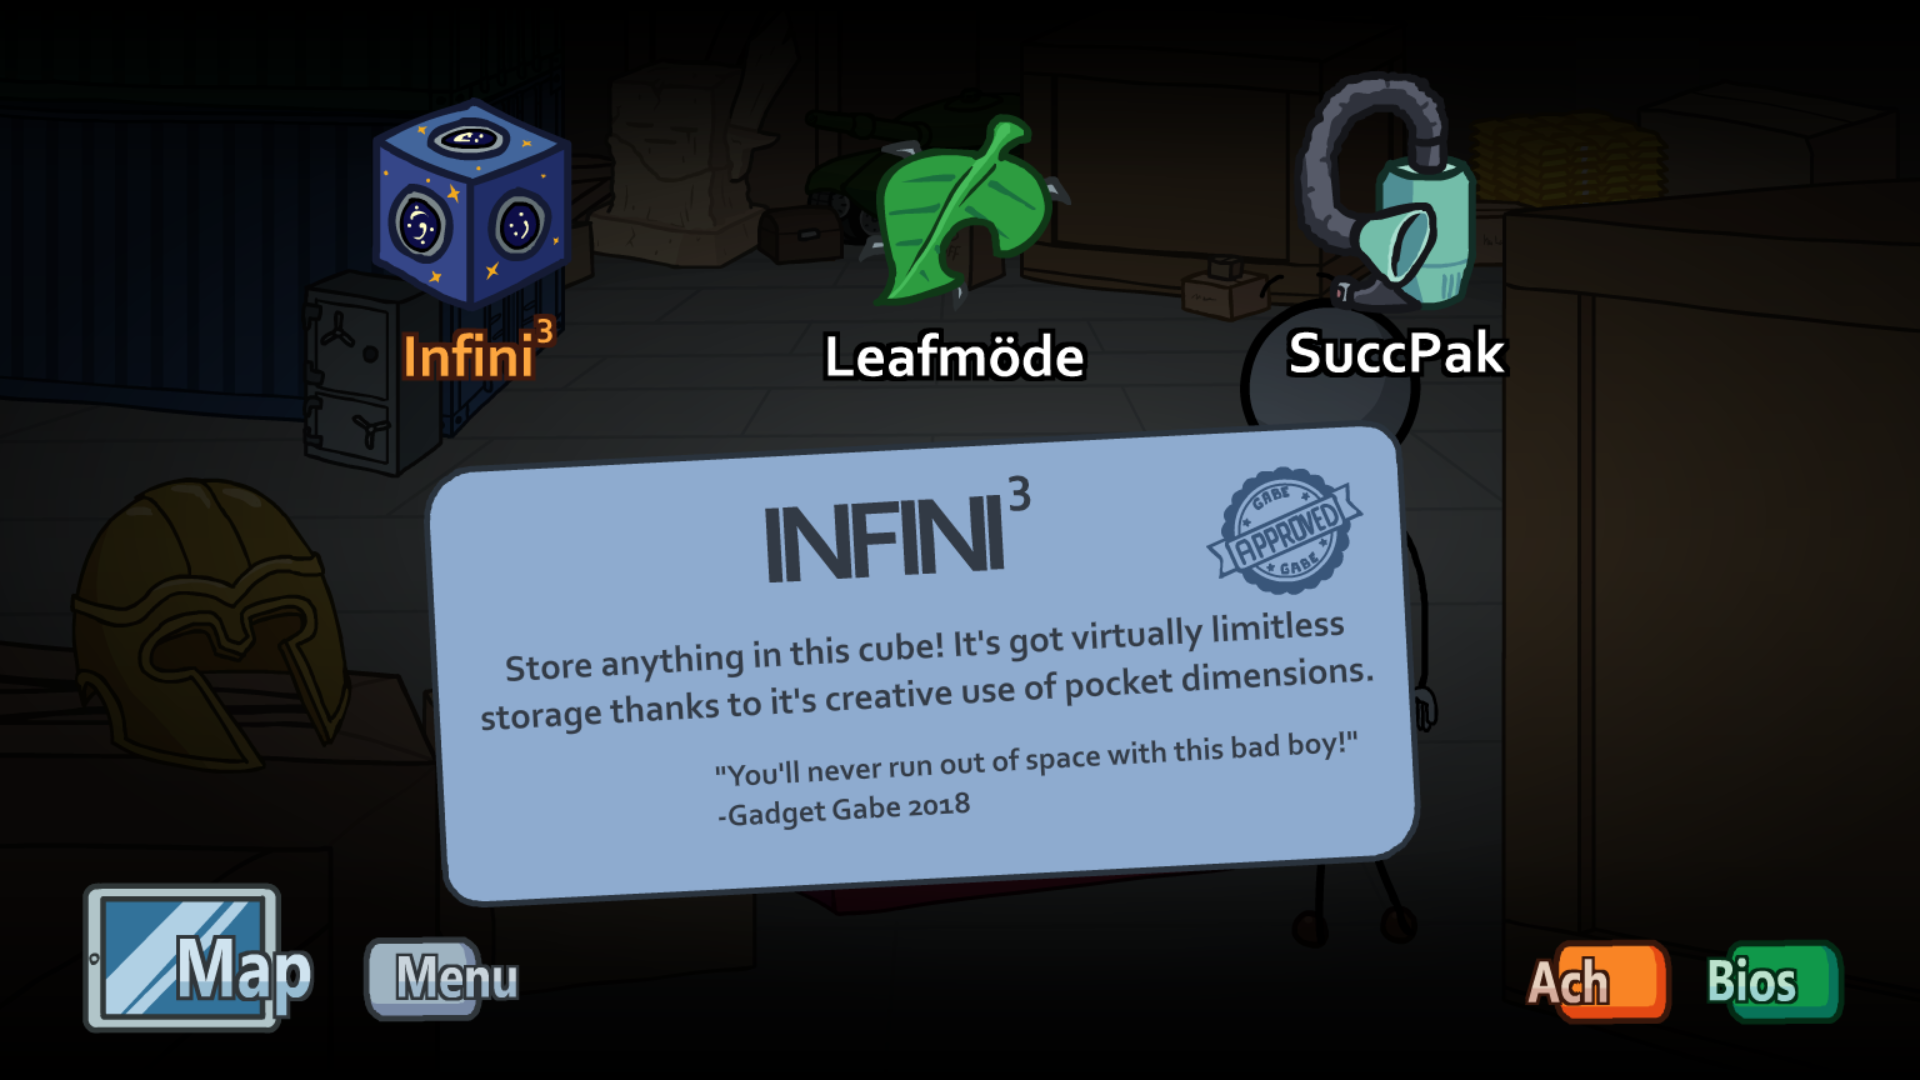 Infini³
Leafmöde
SuccPak
INFINI³
GABE
APPROVED
GABE
Store anything in this cube! It's got virtually limitless
storage thanks to it's creative use of pocket dimensions.
"You'll never run out of space with this bad boy!"
-Gadget Gabe 2018
Map
Menu
Ach
Bios